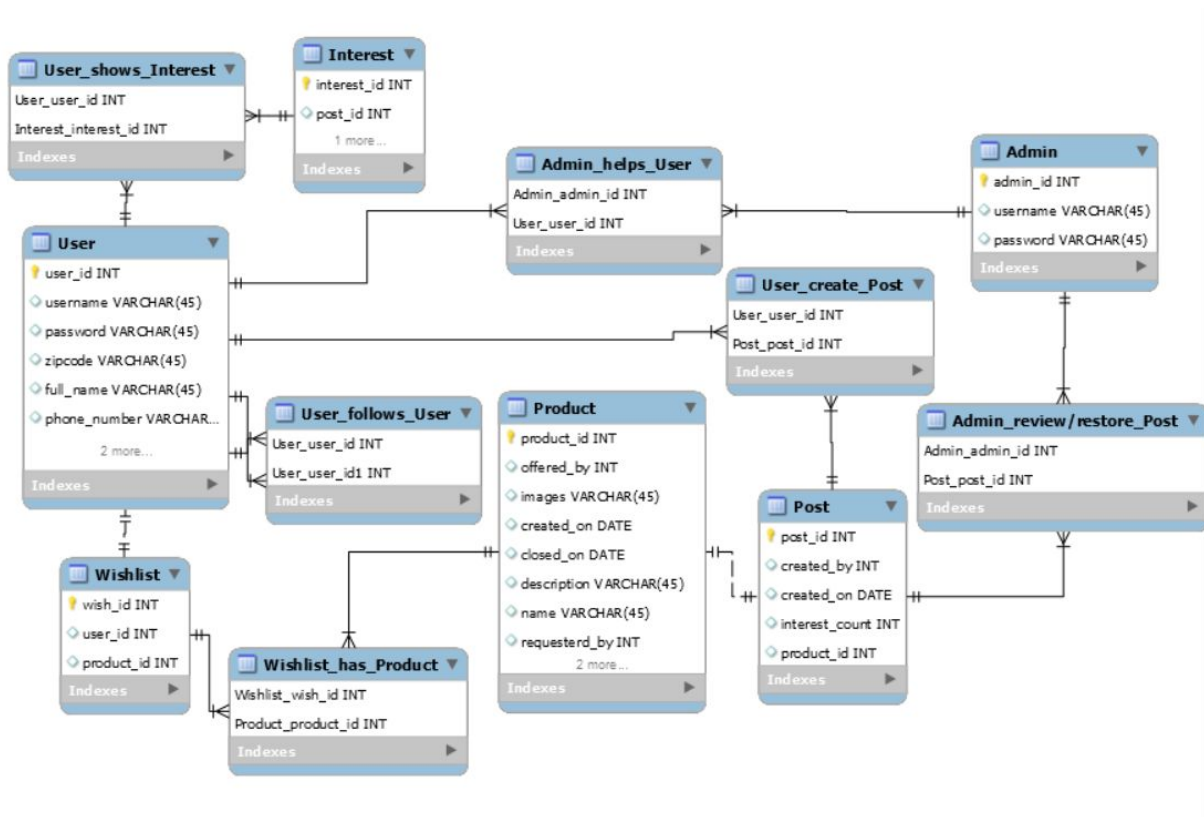 User_shows_Interest
User_user_id INT
Interest_interest_id INT
Indexes
Interest
interest_id INT
post_id INT
1 more...
Indexes
Admin_helps_User
Admin_admin_id INT
User_user_id INT
Indexes
Admin
admin_id INT
username VARCHAR(45)
password VARCHAR(45)
Indexes
User
user_id INT
username VARCHAR(45)
password VARCHAR(45)
zipcode VARCHAR(45)
full_name VARCHAR(45)
phone_number VARCHAR...
2 more...
Indexes
User_create_Post
User_user_id INT
Post_post_id INT
Indexes
User_follows_User
User_user_id INT
User_user_id1 INT
Indexes
Product
product_id INT
offered_by INT
images VARCHAR(45)
created_on DATE
closed_on DATE
description VARCHAR(45)
name VARCHAR(45)
requesterd_by INT
2 more...
Indexes
Admin_review/restore_Post
Admin_admin_id INT
Post_post_id INT
Indexes
Post
post_id INT
created_by INT
created_on DATE
interest_count INT
product_id INT
Indexes
Wishlist
wish_id INT
user_id INT
product_id INT
Indexes
Wishlist_has_Product
Wishlist_wish_id INT
Product_product_id INT
Indexes